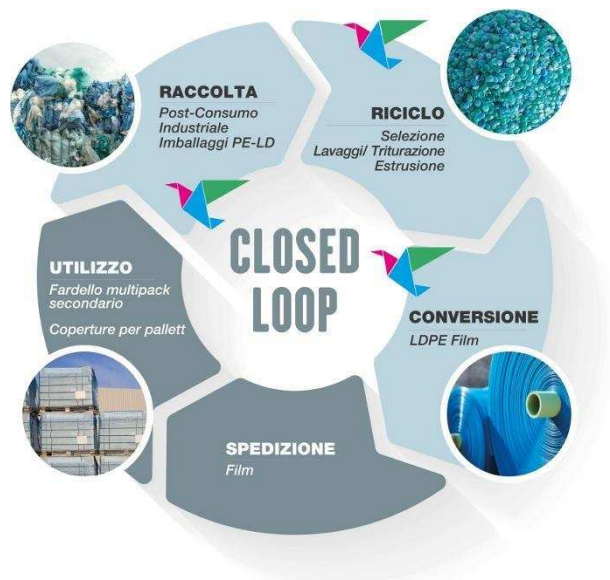 RACCOLTA
Post-Consumo
Industriale
Imballaggi PE-LD
RICICLO
Selezione
Lavaggi/ Triturazione
Estrusione
CLOSED
LOOP
UTILIZZO
Fardello multipack
secondario
Coperture per pallett
CONVERSIONE
LDPE Film
SPEDIZIONE
Film